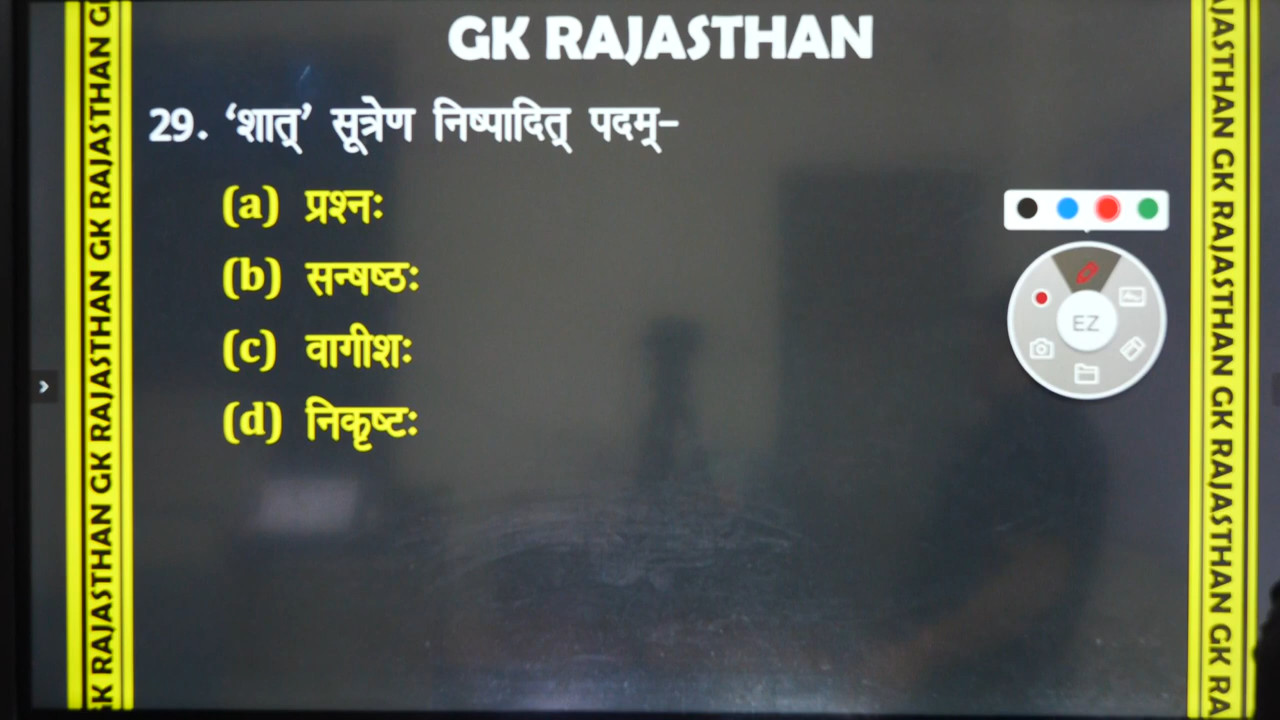 GK RAJASTHAN
29. ‘शात्’ सूत्रेण निष्पादित् पदम्–
(a) प्रश्नः
(b) सन्षष्ठः
(c) वागीशः
(d) निकृष्टः
EZ
GK RAJASTHAN GK RAJASTHAN GK RAJASTHAN G
AJASTHAN GK RAJASTHAN GK RAJASTHAN GK RA